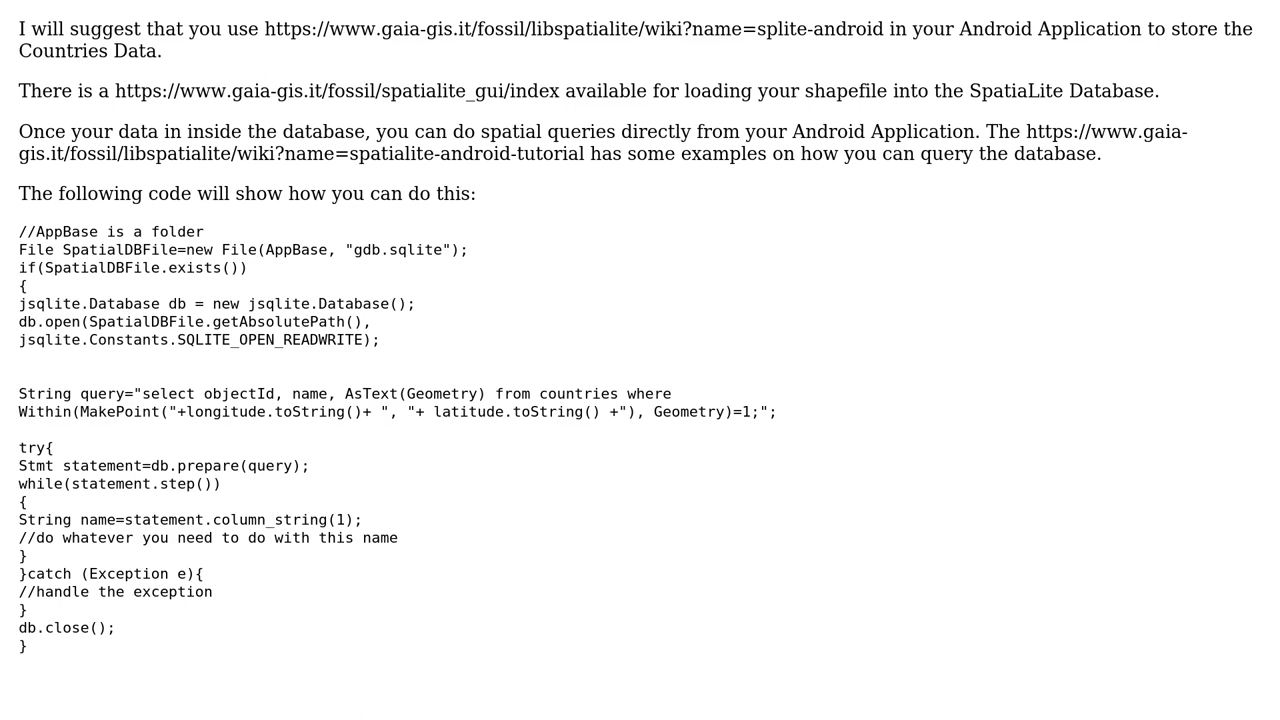 I will suggest that you use https://www.gaia-gis.it/fossil/libspatialite/wiki?name=splite-android in your Android Application to store the
Countries Data.
There is a https://www.gaia-gis.it/fossil/spatialite_gui/index available for loading your shapefile into the SpatiaLite Database.
Once your data in inside the database, you can do spatial queries directly from your Android Application. The https://www.gaia-
gis.it/fossil/libspatialite/wiki?name=spatialite-android-tutorial has some examples on how you can query the database.
The following code will show how you can do this:
//AppBase is a folder
File SpatialDBFile=new File(AppBase, "gdb.sqlite");
if(SpatialDBFile.exists())
{
jsqlite.Database db = new jsqlite.Database();
db.open(SpatialDBFile.getAbsolutePath(),
jsqlite.Constants.SQLITE_OPEN_READWRITE);
String query="select objectId, name, AsText(Geometry) from countries where
Within(MakePoint("+longitude.toString()+ ", "+ latitude.toString() +"), Geometry)=1;";
try{
Stmt statement=db.prepare(query);
while(statement.step())
{
String name=statement.column_string(1);
//do whatever you need to do with this name
}
}catch (Exception e){
//handle the exception
}
db.close();
}